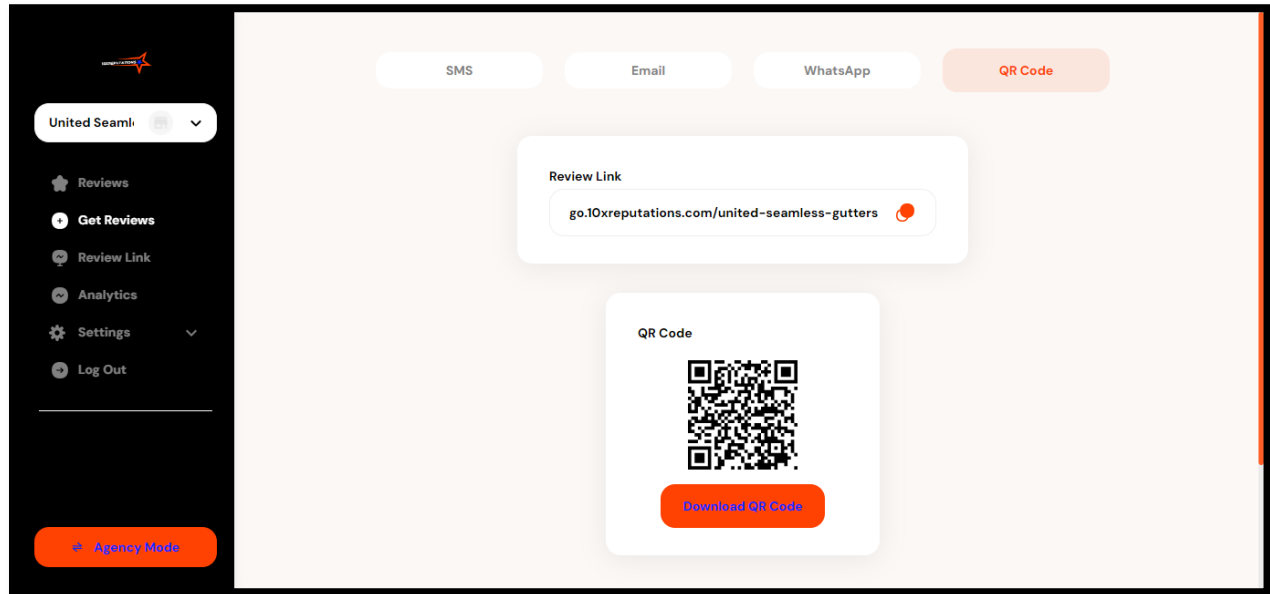 SMS
Email
WhatsApp
QR Code
United Seaml
Reviews
Get Reviews
Review Link
Analytics
Settings
Log Out
Agency Mode
Review Link
go.10xreputations.com/united-seamless-gutters
QR Code
Download QR Code